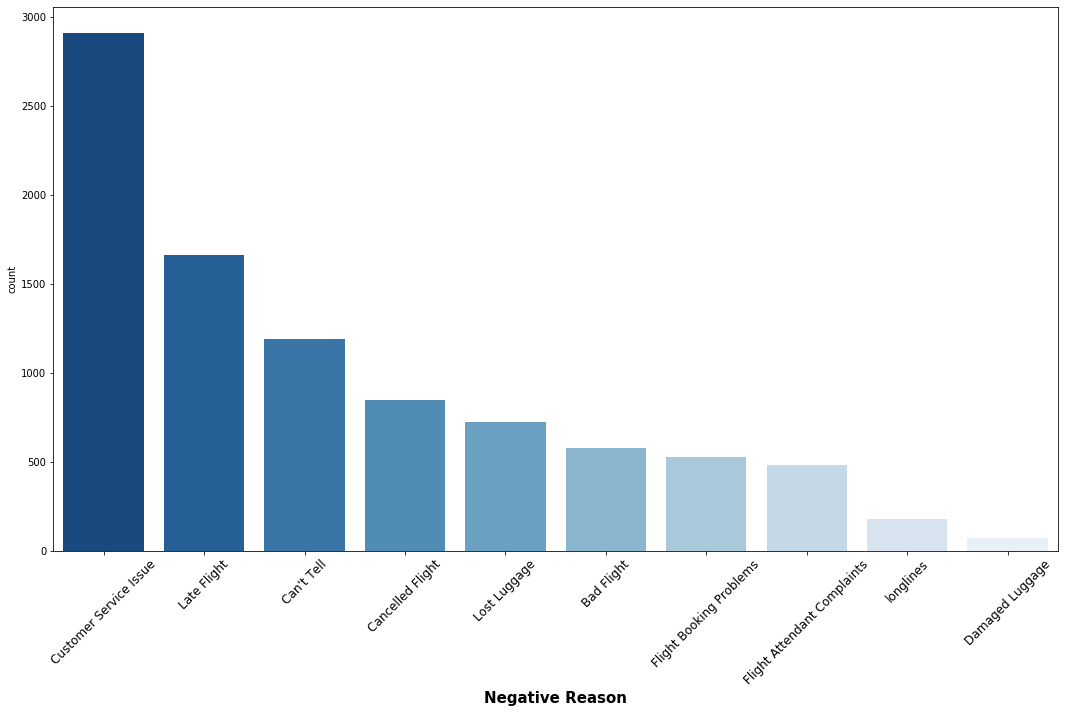 3000
2500
2000
1500
1000
500
0
count
Customer Service Issue
Late Flight
Can't Tell
Cancelled Flight
Lost Luggage
Bad Flight
Flight Booking Problems
Flight Attendant Complaints
longlines
Damaged Luggage
Negative Reason